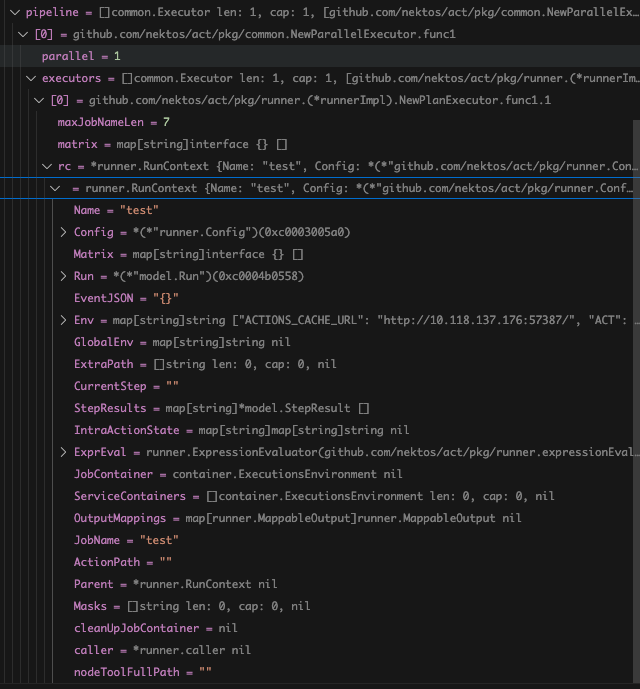 pipeline = []common.Executor len: 1, cap: 1, [github.com/nektos/act/pkg/common.NewParallelEx…
[0] = github.com/nektos/act/pkg/common.NewParallelExecutor.func1
parallel = 1
executors = []common.Executor len: 1, cap: 1, [github.com/nektos/act/pkg/runner.(*runnerIm…
[0] = github.com/nektos/act/pkg/runner.(*runnerImpl).NewPlanExecutor.func1.1
maxJobNameLen = 7
matrix = map[string]interface {} []
rc = *runner.RunContext {Name: "test", Config: *(*"github.com/nektos/act/pkg/runner.Con…
= runner.RunContext {Name: "test", Config: *(*"github.com/nektos/act/pkg/runner.Conf…
Name = "test"
Config = *(*"runner.Config")(0xc0003005a0)
Matrix = map[string]interface {} []
Run = *(*"model.Run")(0xc0004b0558)
EventJSON = "{}"
Env = map[string]string ["ACTIONS_CACHE_URL": "http://10.118.137.176:57387/", "ACT": …
GlobalEnv = map[string]string nil
ExtraPath = []string len: 0, cap: 0, nil
CurrentStep = ""
StepResults = map[string]*model.StepResult []
IntraActionState = map[string]map[string]string nil
ExprEval = runner.ExpressionEvaluator(github.com/nektos/act/pkg/runner.expressionEval…
JobContainer = container.ExecutionsEnvironment nil
ServiceContainers = []container.ExecutionsEnvironment len: 0, cap: 0, nil
OutputMappings = map[runner.MappableOutput]runner.MappableOutput nil
JobName = "test"
ActionPath = ""
Parent = *runner.RunContext nil
Masks = []string len: 0, cap: 0, nil
cleanUpJobContainer = nil
caller = *runner.caller nil
nodeToolFullPath = ""